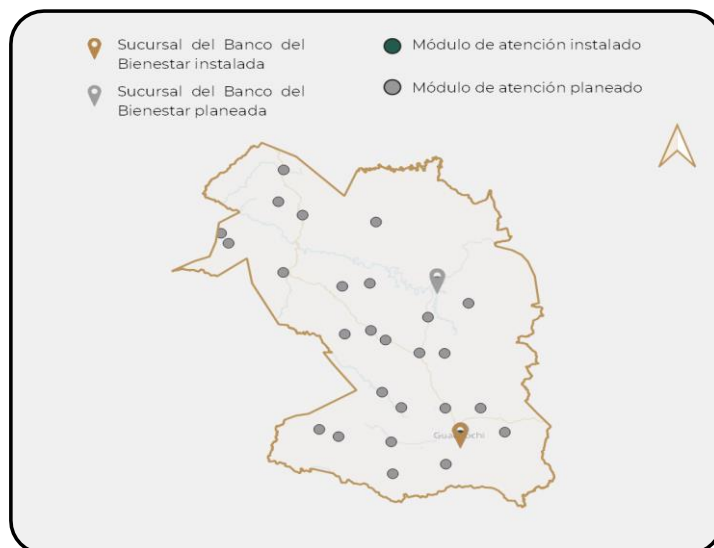 Sucursal del Banco del
Bienestar instalada
Sucursal del Banco del
Bienestar planeada
Módulo de atención instalado
Módulo de atención planeado